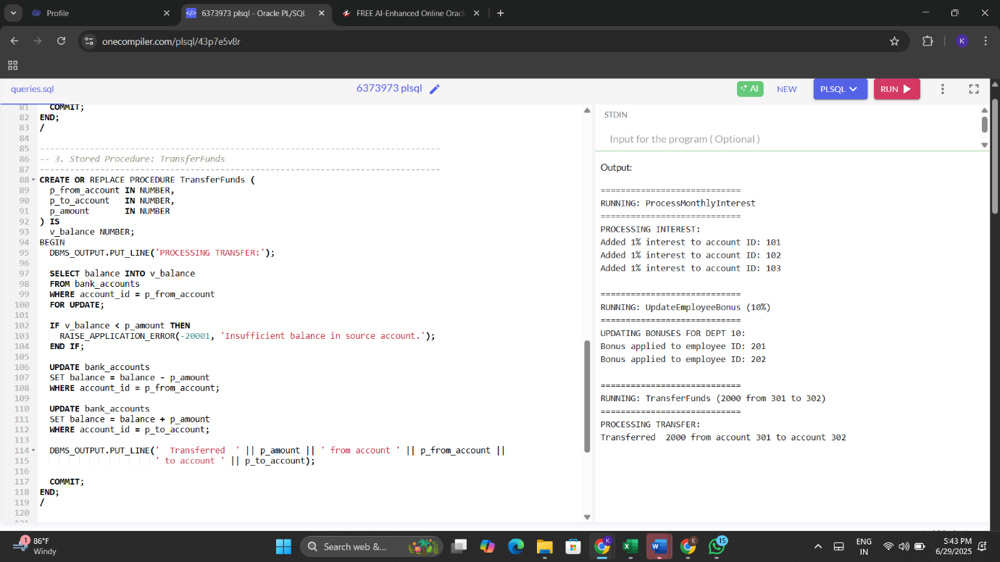 Profile
6373973 plsql - Oracle PL/SQL
FREE AI-Enhanced Online Oracl
onecompiler.com/plsql/43p7e5v8r
K
queries.sql
6373973 plsql
AI
NEW
PLSQL
RUN
81 COMMIT;
82 END;
83 /
84
85 --------------------------------------------------------------------------------
86 -- 3. Stored Procedure: TransferFunds
87 --------------------------------------------------------------------------------
88 CREATE OR REPLACE PROCEDURE TransferFunds (
89 p_from_account IN NUMBER,
90 p_to_account IN NUMBER,
91 p_amount IN NUMBER
92 ) IS
93 v_balance NUMBER;
94 BEGIN
95 DBMS_OUTPUT.PUT_LINE('PROCESSING TRANSFER:');
96
97 SELECT balance INTO v_balance
98 FROM bank_accounts
99 WHERE account_id = p_from_account
100 FOR UPDATE;
101
102 IF v_balance < p_amount THEN
103 RAISE_APPLICATION_ERROR(-20001, 'Insufficient balance in source account.');
104 END IF;
105
106 UPDATE bank_accounts
107 SET balance = balance - p_amount
108 WHERE account_id = p_from_account;
109
110 UPDATE bank_accounts
111 SET balance = balance + p_amount
112 WHERE account_id = p_to_account;
113
114 DBMS_OUTPUT.PUT_LINE('  Transferred  ' || p_amount || ' from account ' || p_from_account ||
115 ' to account ' || p_to_account);
116
117 COMMIT;
118 END;
119 /
120
121
STDIN
Input for the program ( Optional )
Output:
============================
RUNNING: ProcessMonthlyInterest
============================
PROCESSING INTEREST:
Added 1% interest to account ID: 101
Added 1% interest to account ID: 102
Added 1% interest to account ID: 103
============================
RUNNING: UpdateEmployeeBonus (10%)
============================
UPDATING BONUSES FOR DEPT 10:
Bonus applied to employee ID: 201
Bonus applied to employee ID: 202
============================
RUNNING: TransferFunds (2000 from 301 to 302)
============================
PROCESSING TRANSFER:
Transferred  2000 from account 301 to account 302
1
86°F
Windy
Search web &...
K
E
15
ENG
IN
5:43 PM
6/29/2025